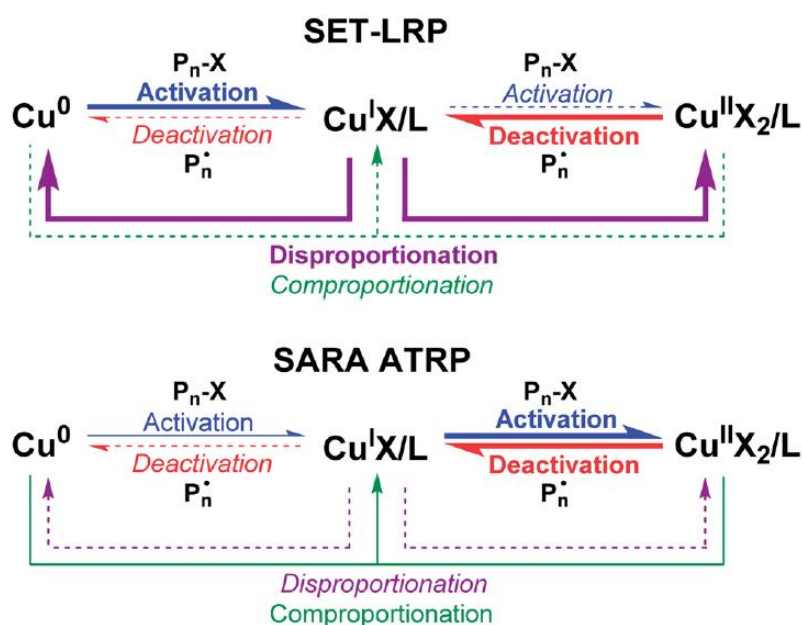 SET-LRP
Pₙ-X Pₙ-X
Activation Activation
Cu⁰ CuᴵX/L CuᴵᴵX₂/L
Deactivation Deactivation
Pₙ• Pₙ•
Disproportionation
Comproportionation
SARA ATRP
Pₙ-X Pₙ-X
Activation Activation
Cu⁰ CuᴵX/L CuᴵᴵX₂/L
Deactivation Deactivation
Pₙ• Pₙ•
Disproportionation
Comproportionation